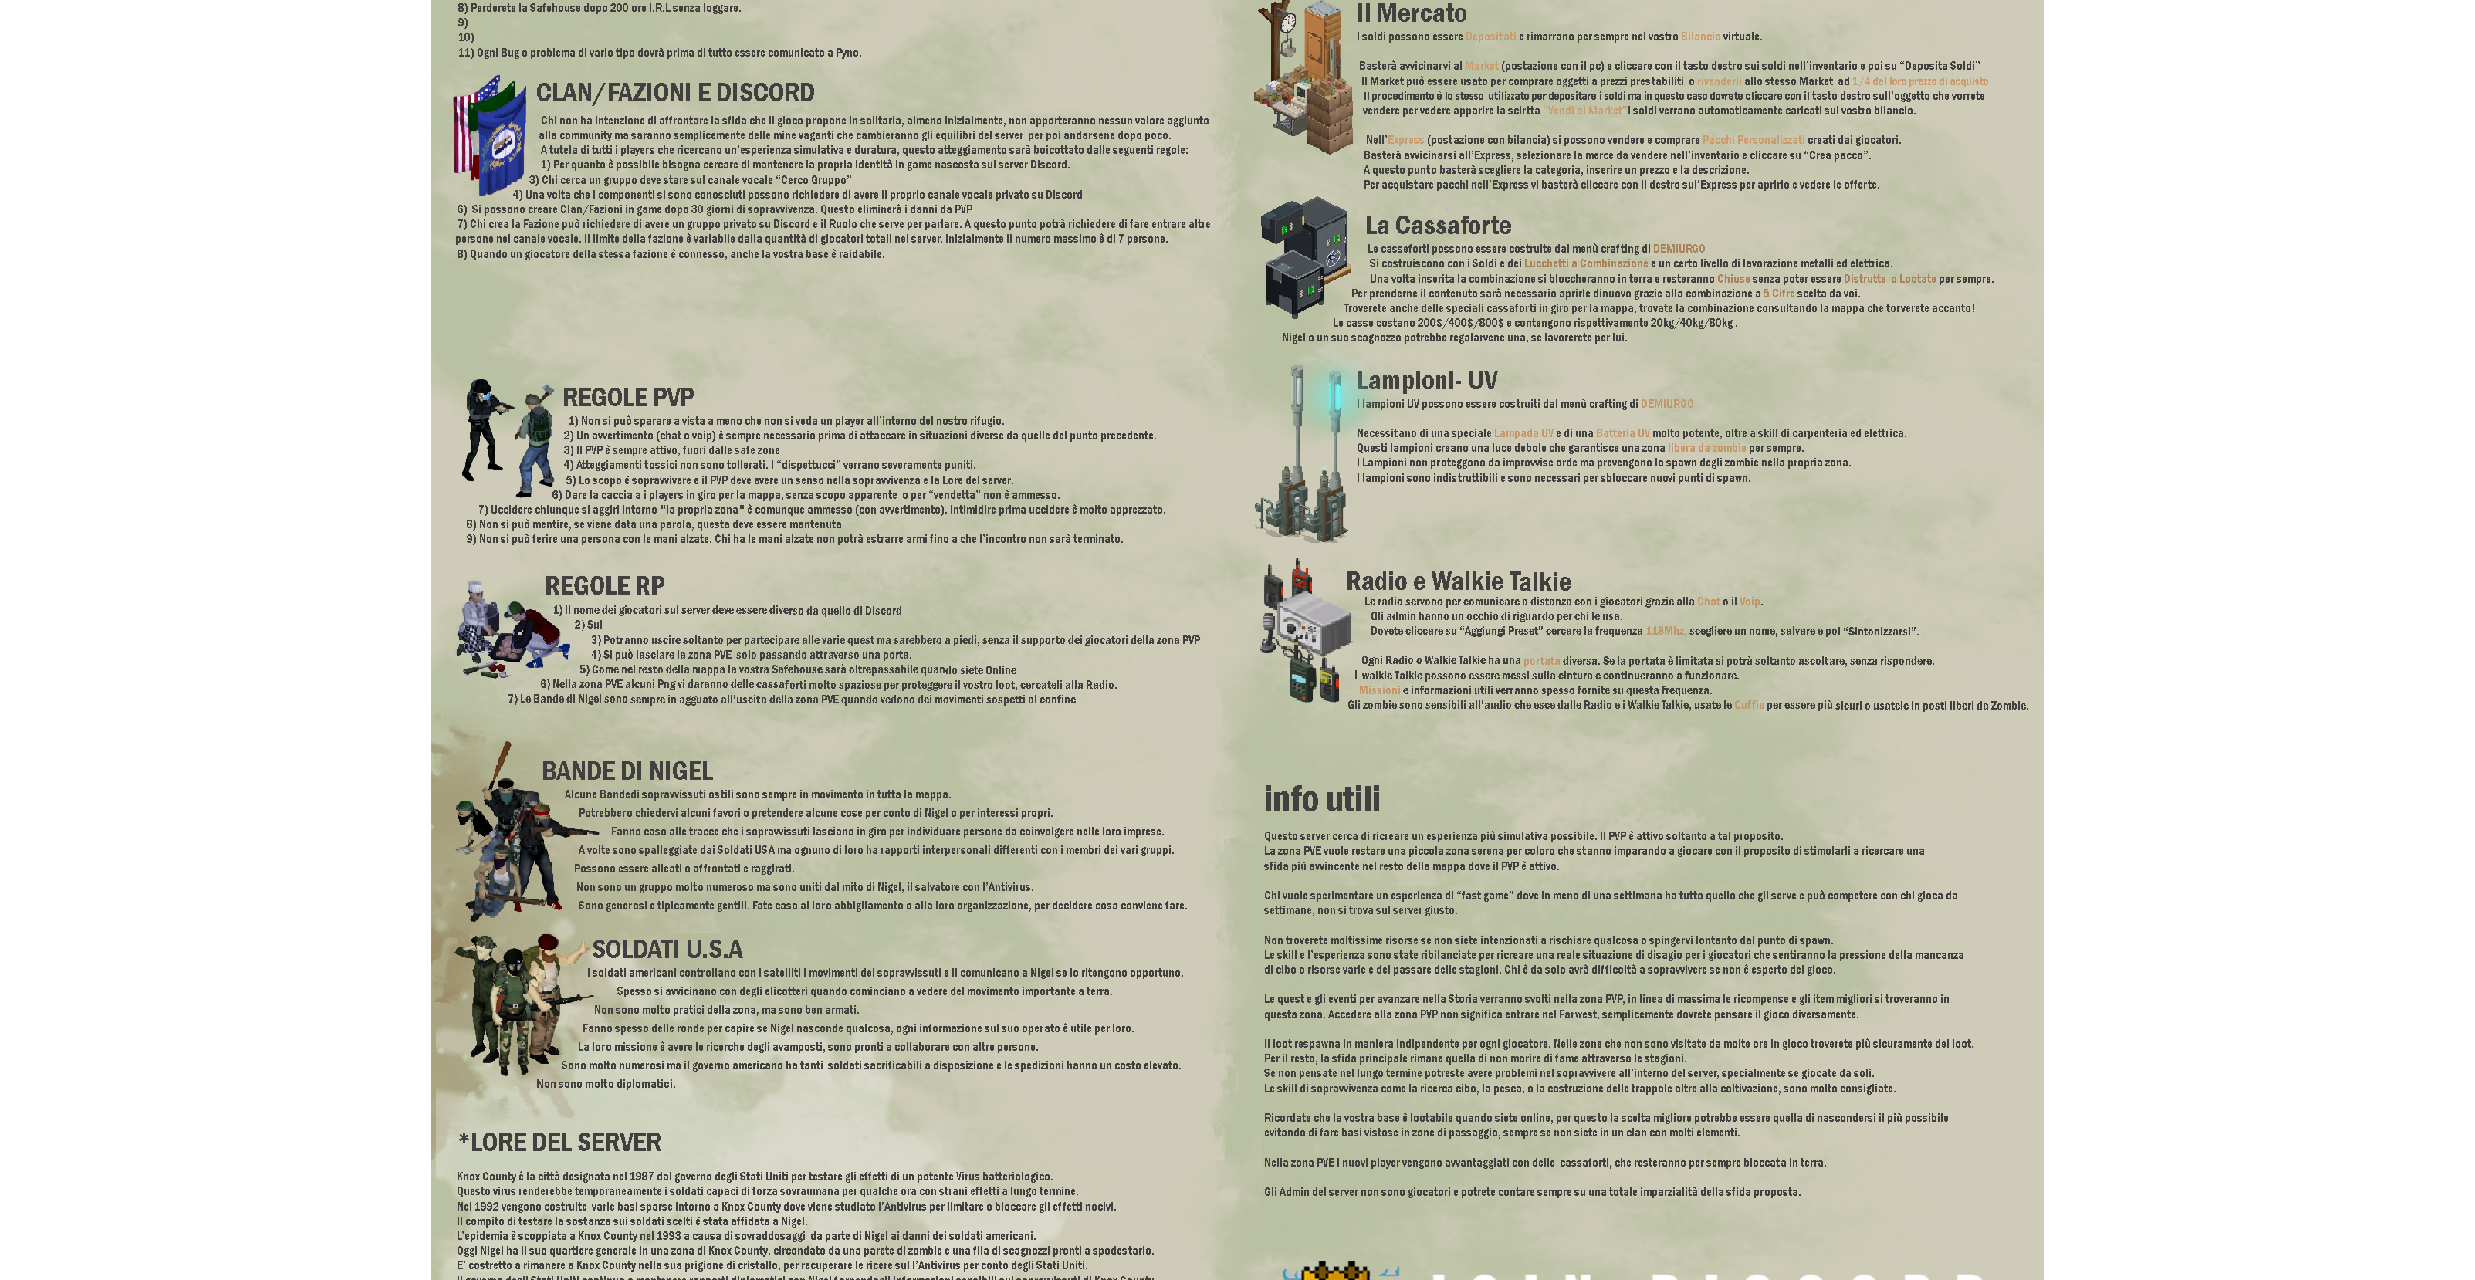 8) Perderete la Safehouse dopo 200 ore I.R.L senza loggare.
9)
10)
11) Ogni Bug o problema di vario tipo dovrà prima di tutto essere comunicato a Pyno.
CLAN/FAZIONI E DISCORD
Chi non ha intenzione di affrontare la sfida che il gioco propone in solitaria, almeno inizialmente, non apporteranno nessun valore aggiunto
alla community ma saranno semplicemente delle mine vaganti che cambieranno gli equilibri del server per poi andarsene dopo poco.
A tutela di tutti i players che ricercano un'esperienza simulativa e duratura, questo atteggiamento sarà boicottato dalle seguenti regole:
1) Per quanto è possibile bisogna cercare di mantenere la propria identità in game nascosta sul server Discord.
3) Chi cerca un gruppo deve stare sul canale vocale "Cerco Gruppo"
4) Una volta che i componenti si sono conosciuti possono richiedere di avere il proprio canale vocale privato su Discord
6) Si possono creare Clan/Fazioni in game dopo 30 giorni di sopravvivenza. Questo eliminerà i danni da PVP
7) Chi crea la Fazione può richiedere di avere un gruppo privato su Discord e il Ruolo che serve per parlare. A questo punto potrà richiedere di fare entrare altre
persone nel canale vocale. Il limite della fazione è variabile dalla quantità di giocatori totali nel server. Inizialmente il numero massimo è di 7 persone.
8) Quando un giocatore della stessa fazione è connesso, anche la vostra base è raidabile.
REGOLE PVP
1) Non si può sparare a vista a meno che non si veda un player all'interno del nostro rifugio.
2) Un avvertimento (chat o voip) è sempre necessario prima di attaccare in situazioni diverse da quelle del punto precedente.
3) Il PVP è sempre attivo, fuori dalle safe zone
4) Atteggiamenti tossici non sono tollerati. I "dispettucci" verrano severamente puniti.
5) Lo scopo é sopravvivere e il PVP deve avere un senso nella sopravvivenza e la Lore del server.
6) Dare la caccia a i players in giro per la mappa, senza scopo apparente o per "vendetta" non è ammesso.
7) Uccidere chiunque si aggiri intorno "la propria zona" è comunque ammesso (con avvertimento). Intimidire prima uccidere è molto apprezzato.
8) Non si può mentire, se viene data una parola, questa deve essere mantenuta
9) Non si può ferire una persona con le mani alzate. Chi ha le mani alzate non potrà estrarre armi fino a che l'incontro non sarà terminato.
REGOLE RP
1) Il nome dei giocatori sul server deve essere diverso da quello di Discord
2) Sul
3) Potranno uscire soltanto per partecipare alle varie quest ma sarebbero a piedi, senza il supporto dei giocatori della zona PVP
4) Si può lasciare la zona PVE solo passando attraverso una porta.
5) Come nel resto della mappa la vostra Safehouse sarà oltrepassabile quando siete Online
6) Nella zona PVE alcuni Png vi daranno delle cassaforti molto spaziose per proteggere il vostro loot, cercateli alla Radio.
7) Le Bande di Nigel sono sempre in agguato all'uscita della zona PVE quando vedono dei movimenti sospetti al confine
BANDE DI NIGEL
Alcune Bandedi sopravvissuti ostili sono sempre in movimento in tutta la mappa.
Potrebbero chiedervi alcuni favori o pretendere alcune cose per conto di Nigel o per interessi propri.
Fanno caso alle tracce che i sopravvissuti lasciano in giro per individuare persone da coinvolgere nelle loro imprese.
A volte sono spalleggiate dai Soldati USA ma ognuno di loro ha rapporti interpersonali differenti con i membri dei vari gruppi.
Possono essere alleati o affrontati e raggirati.
Non sono un gruppo molto numeroso ma sono uniti dal mito di Nigel, il salvatore con l'Antivirus.
Sono generosi e tipicamente gentili. Fate caso al loro abbigliamento o alla loro organizzazione, per decidere cosa conviene fare.
SOLDATI U.S.A
I soldati americani controllano con i satelliti i movimenti dei sopravvissuti e li comunicano a Nigel se lo ritengono opportuno.
Spesso si avvicinano con degli elicotteri quando cominciano a vedere del movimento importante a terra.
Non sono molto pratici della zona, ma sono ben armati.
Fanno spesso delle ronde per capire se Nigel nasconde qualcosa, ogni informazione sul suo operato é utile per loro.
La loro missione è avere le ricerche degli avamposti, sono pronti a collaborare con altre persone.
Sono molto numerosi ma il governo americano ha tanti soldati sacrificabili a disposizione e le spedizioni hanno un costo elevato.
Non sono molto diplomatici.
*LORE DEL SERVER
Knox County é la città designata nel 1987 dal governo degli Stati Uniti per testare gli effetti di un potente Virus batteriologico.
Questo virus renderebbe temporaneamente i soldati capaci di forza sovraumana per qualche ora con strani effetti a lungo termine.
Nel 1992 vengono costruite varie basi sparse intorno a Knox County dove viene studiato l'Antivirus per limitare o bloccare gli effetti nocivi.
Il compito di testare la sostanza sui soldati scelti é stata affidata a Nigel.
L'epidemia è scoppiata a Knox County nel 1993 a causa di sovraddosaggi da parte di Nigel ai danni dei soldati americani.
Oggi Nigel ha il suo quartiere generale in una zona di Knox County, circondato da una parete di zombie e una fila di scagnozzi pronti a spodestarlo.
E' costretto a rimanere a Knox County nella sua prigione di cristallo, per recuperare le ricere sul l'Antivirus per conto degli Stati Uniti.
Il Mercato
I soldi possono essere Depositati e rimarrano per sempre nel vostro Bilancio virtuale.
Basterà avvicinarvi al Market (postazione con il pc) e cliccare con il tasto destro sui soldi nell'inventario e poi su "Deposita Soldi"
Il Market può essere usato per comprare oggetti a prezzi prestabiliti o rivenderli allo stesso Market ad 1/4 del loro prezzo di acquisto
Il procedimento è lo stesso utilizzato per depositare i soldi ma in questo caso dovrete cliccare con il tasto destro sull'oggetto che vorrete
vendere per vedere apparire la scirtta "Vendi al Market" I soldi verrano automaticamente caricati sul vostro bilancio.
Nell'Express (postazione con bilancia) si possono vendere e comprare Pacchi Personalizzati creati dai giocatori.
Basterà avvicinarsi all'Express, selezionare la merce da vendere nell'inventario e cliccare su "Crea pacco".
A questo punto basterà scegliere la categoria, inserire un prezzo e la descrizione.
Per acquistare pacchi nell'Express vi basterà cliccare con il destro sul'Express per aprirlo e vedere le offerte.
La Cassaforte
Le casseforti possono essere costruite dal menù crafting di DEMIURGO
Si costruiscono con i Soldi e dei Lucchetti a Combinazione e un certo livello di lavorazione metalli ed elettrica.
Una volta inserita la combinazione si bloccheranno in terra e resteranno Chiuse senza poter essere Distrutte o Lootate per sempre.
Per prenderne il contenuto sarà necessario aprirle dinuovo grazie alla combinazione a 5 Cifre scelta da voi.
Troverete anche delle speciali cassaforti in giro per la mappa, trovate la combinazione consultando la mappa che torverete accanto!
Le casse costano 200$/400$/800$ e contengono rispettivamente 20kg/40kg/80kg .
Nigel o un suo scagnozzo potrebbe regalarvene una, se lavorerete per lui.
Lampioni- UV
I lampioni UV possono essere costruiti dal menù crafting di DEMIURGO
Necessitano di una speciale Lampada UV e di una Batteria UV molto potente, oltre a skill di carpenteria ed elettrica.
Questi lampioni creano una luce debole che garantisce una zona libera da zombie per sempre.
I Lampioni non proteggono da improvvise orde ma prevengono lo spawn degli zombie nella propria zona.
I lampioni sono indistruttibili e sono necessari per sbloccare nuovi punti di spawn.
Radio e Walkie Talkie
Le radio servono per comunicare a distanza con i giocatori grazie alla Chat o il Voip.
Gli admin hanno un occhio di riguardo per chi le usa.
Dovete cliccare su "Aggiungi Preset" cercare la frequenza 118Mhz, scegliere un nome, salvare e poi "Sintonizzarsi".
Ogni Radio o Walkie Talkie ha una portata diversa. Se la portata è limitata si potrà soltanto ascoltare, senza rispondere.
I walkie Talkie possono essere messi sulla cintura e continueranno a funzionare.
Missioni e informazioni utili verranno spesso fornite su questa frequenza.
Gli zombie sono sensibili all'audio che esce dalle Radio e i Walkie Talkie, usate le Cuffie per essere più sicuri o usatele in posti liberi da Zombie.
info utili
Questo server cerca di ricreare un esperienza più simulativa possibile. Il PVP è attivo soltanto a tal proposito.
La zona PVE vuole restare una piccola zona serena per coloro che stanno imparando a giocare con il proposito di stimolarli a ricercare una
sfida più avvincente nel resto della mappa dove il PVP è attivo.
Chi vuole sperimentare un esperienza di "fast game" dove in meno di una settimana ha tutto quello che gli serve e può competere con chi gioca da
settimane, non si trova sul server giusto.
Non troverete moltissime risorse se non siete intenzionati a rischiare qualcosa o spingervi lontanto dal punto di spawn.
Le skill e l'esperienza sono state ribilanciate per ricreare una reale situazione di disagio per i giocatori che sentiranno la pressione della mancanza
di cibo o risorse varie e del passare delle stagioni. Chi è da solo avrà difficoltà a sopravvivere se non é esperto del gioco.
Le quest e gli eventi per avanzare nella Storia verranno svolti nella zona PVP, in linea di massima le ricompense e gli item migliori si troveranno in
questa zona. Accedere alla zona PVP non significa entrare nel Farwest, semplicemente dovrete pensare il gioco diversamente.
Il loot respawna in maniera indipendente per ogni giocatore. Nelle zone che non sono visitate da molte ore in gioco troverete più sicuramente del loot.
Per il resto, la sfida principale rimane quella di non morire di fame attraverso le stagioni.
Se non pensate nel lungo termine potreste avere problemi nel sopravvivere all'interno del server, specialmente se giocate da soli.
Le skill di sopravvivenza come la ricerca cibo, la pesca, o la costruzione delle trappole oltre alla coltivazione, sono molto consigliate.
Ricordate che la vostra base è lootabile quando siete online, per questo la scelta migliore potrebbe essere quella di nascondersi il più possibile
evitando di fare basi vistose in zone di passaggio, sempre se non siete in un clan con molti elementi.
Nella zona PVE i nuovi player vengono avvantaggiati con delle cassaforti, che resteranno per sempre bloccata in terra.
Gli Admin del server non sono giocatori e potrete contare sempre su una totale imparzialità della sfida proposta.